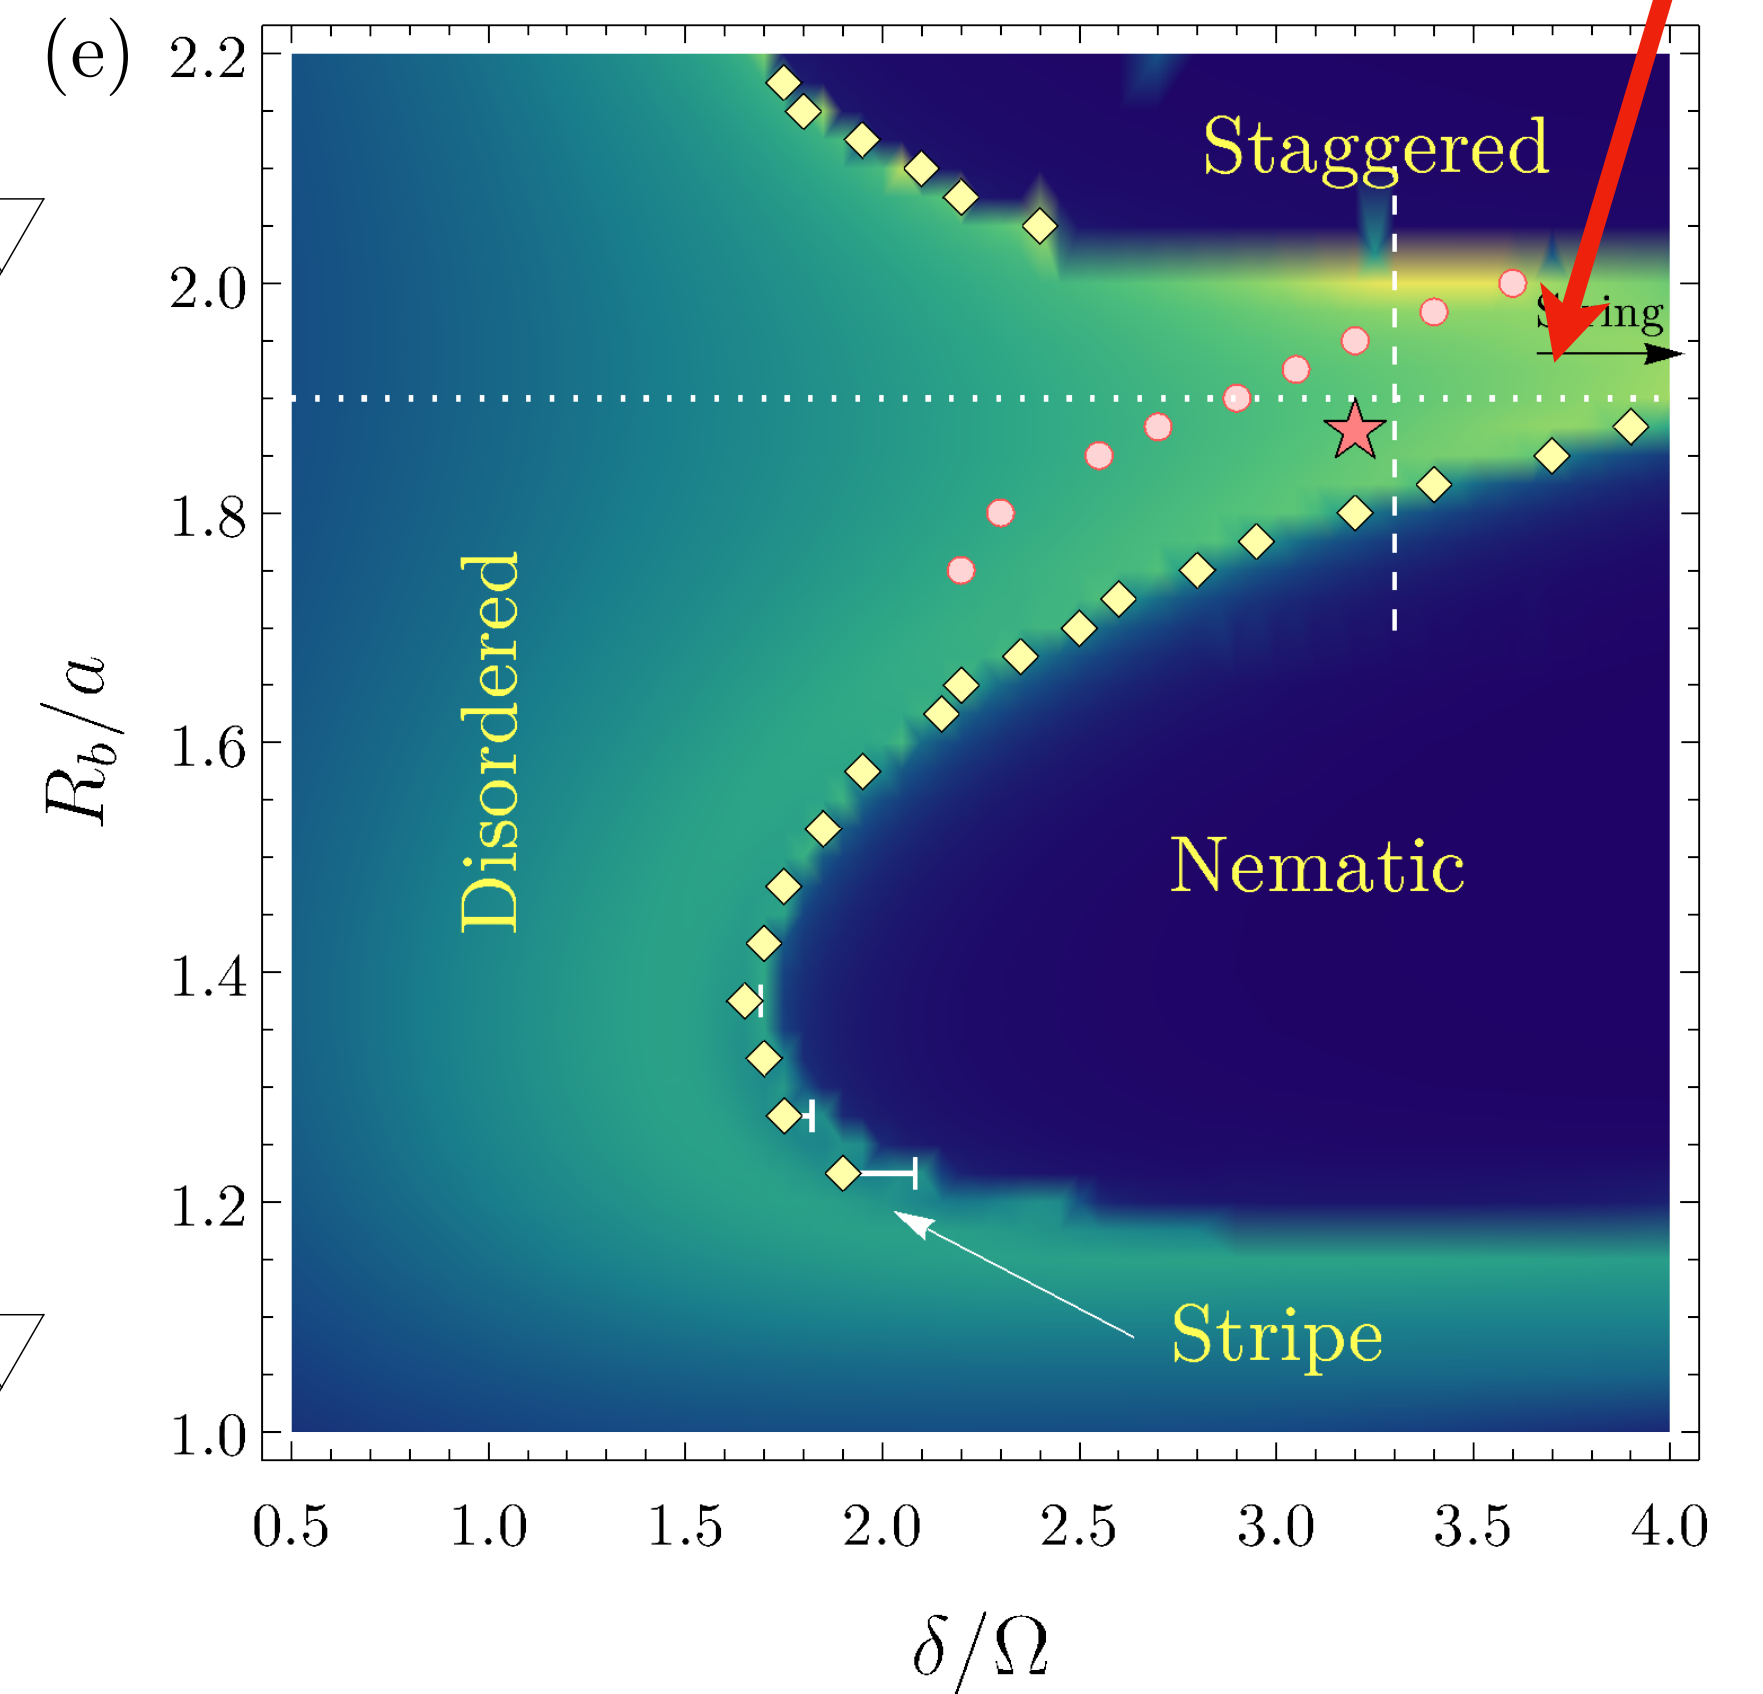 (e)
2.2
2.0
1.8
1.6
1.4
1.2
1.0
R_b/a
Staggered
String
Disordered
Nematic
Stripe
0.5 1.0 1.5 2.0 2.5 3.0 3.5 4.0
δ/Ω